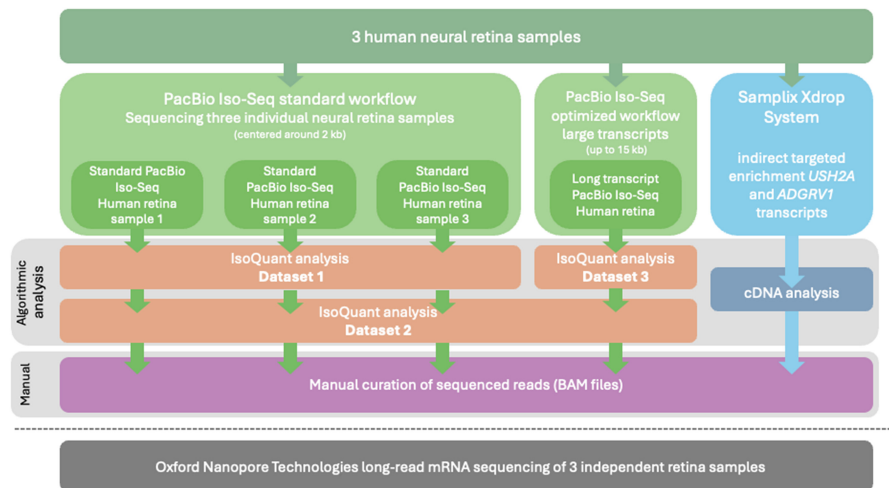 3 human neural retina samples
PacBio Iso-Seq standard workflow
Sequencing three individual neural retina samples
(centered around 2 kb)
Standard PacBio
Iso-Seq
Human retina
sample 1
Standard
PacBio Iso-Seq
Human retina
sample 2
Standard
PacBio Iso-Seq
Human retina
sample 3
PacBio Iso-Seq
optimized workflow
large transcripts
(up to 15 kb)
Long transcript
PacBio Iso-Seq
Human retina
Samplix Xdrop
System
indirect targeted
enrichment USH2A
and ADGRV1
transcripts
Algorithmic
analysis
IsoQuant analysis
Dataset 1
IsoQuant analysis
Dataset 3
cDNA analysis
IsoQuant analysis
Dataset 2
Manual
Manual curation of sequenced reads (BAM files)
Oxford Nanopore Technologies long-read mRNA sequencing of 3 independent retina samples